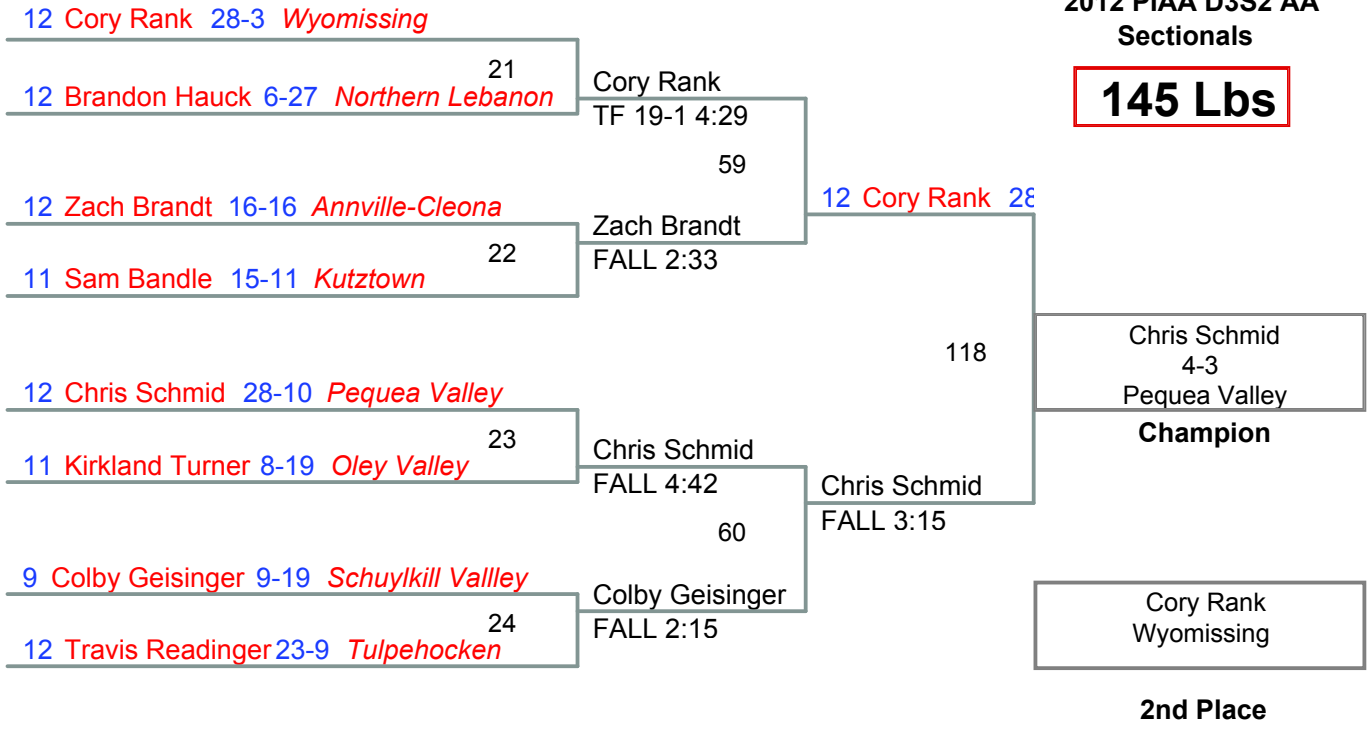 2012 PIAA D3S2 AA
Sectionals
145 Lbs
12 Cory Rank 28-3 Wyomissing
21
12 Brandon Hauck 6-27 Northern Lebanon
Cory Rank
TF 19-1 4:29
59
12 Zach Brandt 16-16 Annville-Cleona
22
11 Sam Bandle 15-11 Kutztown
Zach Brandt
FALL 2:33
12 Cory Rank 28
118
12 Chris Schmid 28-10 Pequea Valley
23
11 Kirkland Turner 8-19 Oley Valley
Chris Schmid
FALL 4:42
60
9 Colby Geisinger 9-19 Schuylkill Vallley
24
12 Travis Readinger 23-9 Tulpehocken
Colby Geisinger
FALL 2:15
Chris Schmid
FALL 3:15
Chris Schmid
4-3
Pequea Valley
Champion
Cory Rank
Wyomissing
2nd Place